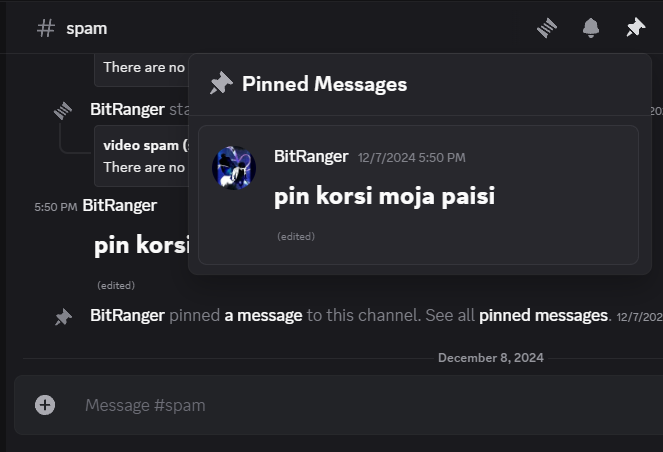 # spam
There are no
Pinned Messages
BitRanger sta
video spam (
There are no
BitRanger 12/7/2024 5:50 PM
pin korsi moja paisi
(edited)
5:50 PM BitRanger
pin korsi
(edited)
BitRanger pinned a message to this channel. See all pinned messages. 12/7/202
December 8, 2024
Message #spam